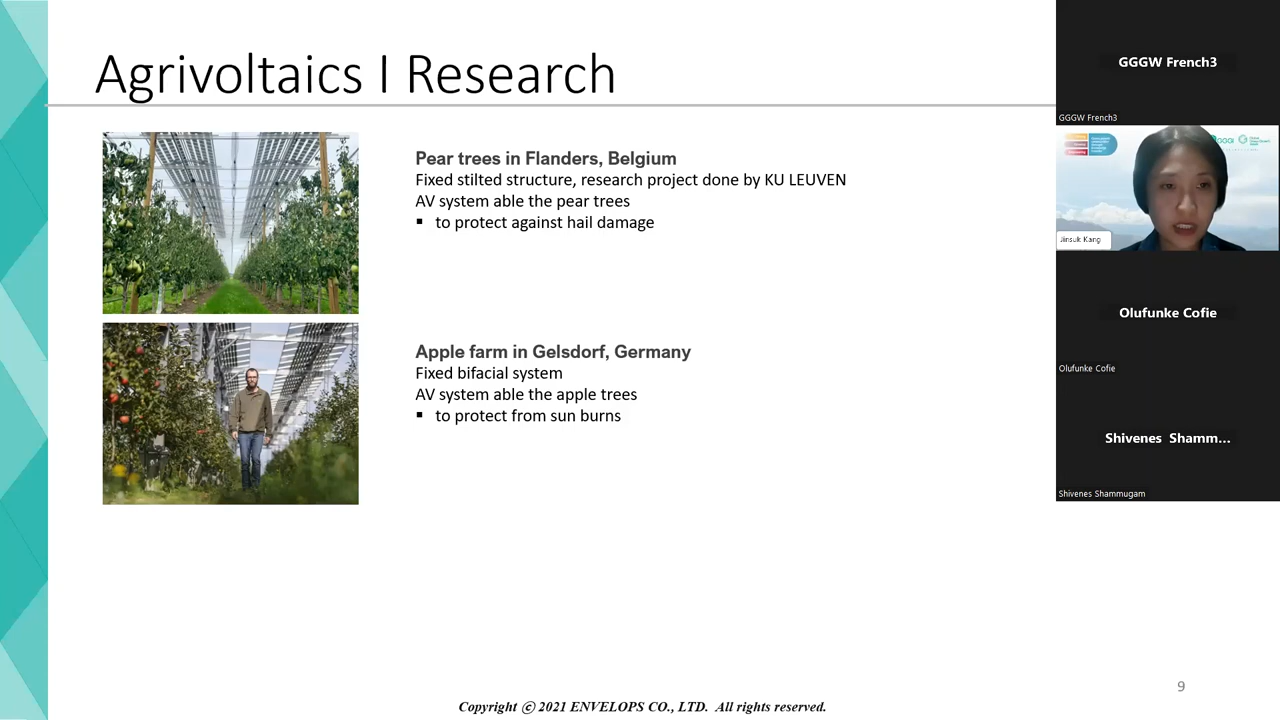 Agrivoltaics I Research
Pear trees in Flanders, Belgium
Fixed stilted structure, research project done by KU LEUVEN
AV system able the pear trees
▪ to protect against hail damage
Apple farm in Gelsdorf, Germany
Fixed bifacial system
AV system able the apple trees
▪ to protect from sun burns
9
Copyright ⓒ 2021 ENVELOPS CO., LTD. All rights reserved.
GGGW French3
GGGW French3
GGGI
Jinsuk Kang
Olufunke Cofie
Olufunke Cofie
Shivenes Shamm...
Shivenes Shammugam